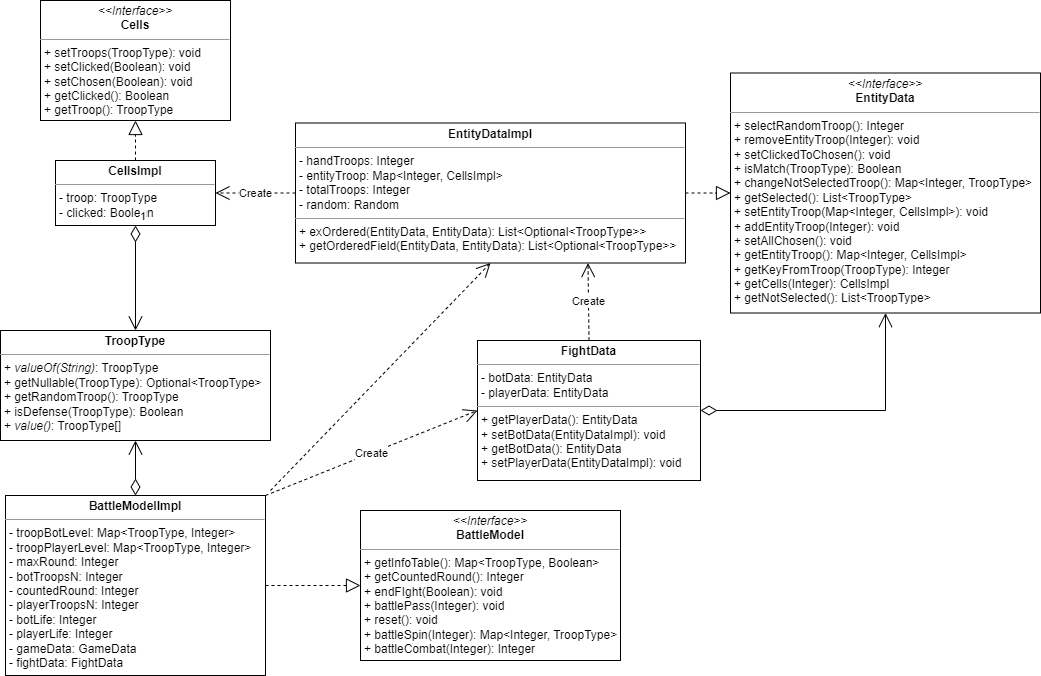 <<Interface>>
Cells
+ setTroops(TroopType): void
+ setClicked(Boolean): void
+ setChosen(Boolean): void
+ getClicked(): Boolean
+ getTroop(): TroopType
CellsImpl
- troop: TroopType
- clicked: Boole1n
Create
EntityDataImpl
- handTroops: Integer
- entityTroop: Map<Integer, CellsImpl>
- totalTroops: Integer
- random: Random
+ exOrdered(EntityData, EntityData): List<Optional<TroopType>>
+ getOrderedField(EntityData, EntityData): List<Optional<TroopType>>
<<Interface>>
EntityData
+ selectRandomTroop(): Integer
+ removeEntityTroop(Integer): void
+ setClickedToChosen(): void
+ isMatch(TroopType): Boolean
+ changeNotSelectedTroop(): Map<Integer, TroopType>
+ getSelected(): List<TroopType>
+ setEntityTroop(Map<Integer, CellsImpl>): void
+ addEntityTroop(Integer): void
+ setAllChosen(): void
+ getEntityTroop(): Map<Integer, CellsImpl>
+ getKeyFromTroop(TroopType): Integer
+ getCells(Integer): CellsImpl
+ getNotSelected(): List<TroopType>
Create
TroopType
+ valueOf(String): TroopType
+ getNullable(TroopType): Optional<TroopType>
+ getRandomTroop(): TroopType
+ isDefense(TroopType): Boolean
+ value(): TroopType[]
FightData
- botData: EntityData
- playerData: EntityData
+ getPlayerData(): EntityData
+ setBotData(EntityDataImpl): void
+ getBotData(): EntityData
+ setPlayerData(EntityDataImpl): void
Create
BattleModelImpl
- troopBotLevel: Map<TroopType, Integer>
- troopPlayerLevel: Map<TroopType, Integer>
- maxRound: Integer
- botTroopsN: Integer
- countedRound: Integer
- playerTroopsN: Integer
- botLife: Integer
- playerLife: Integer
- gameData: GameData
- fightData: FightData
<<Interface>>
BattleModel
+ getInfoTable(): Map<TroopType, Boolean>
+ getCountedRound(): Integer
+ endFIght(Boolean): void
+ battlePass(Integer): void
+ reset(): void
+ battleSpin(Integer): Map<Integer, TroopType>
+ battleCombat(Integer): Integer